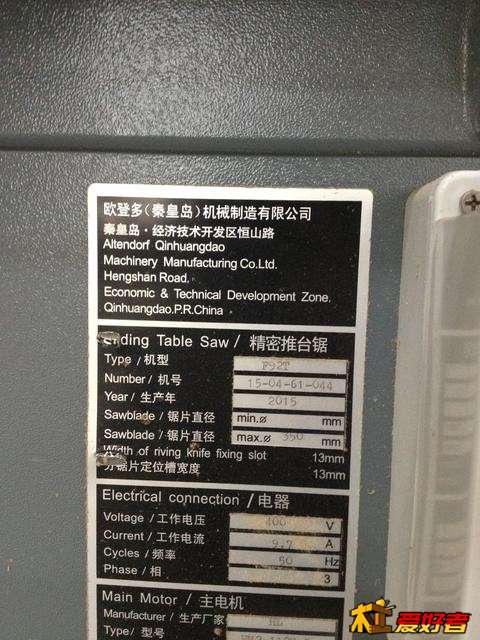 欧登多(秦皇岛)机械制造有限公司
秦皇岛·经济技术开发区恒山路
Altendorf Qinhuangdao
Machinery Manufacturing Co.Ltd.
Hengshan Road.
Economic & Technical Development Zone.
Qinhuangdao.P.R.China
Sliding Table Saw / 精密推台锯
Type / 机型 F92T
Number / 机号 15-04-61-044
Year / 生产年 2015
Sawblade / 锯片直径 min.ø mm
Sawblade / 锯片直径 max.ø 350 mm
Width of riving knife fixing slot 13mm
分锯片定位槽宽度 13mm
Electrical connection / 电器
Voltage / 工作电压 400 V
Current / 工作电流 9.7 A
Cycles / 频率 50 Hz
Phase / 相 3
Main Motor / 主电机
Manufacturer / 生产厂家
Type / 型号
木工爱好者